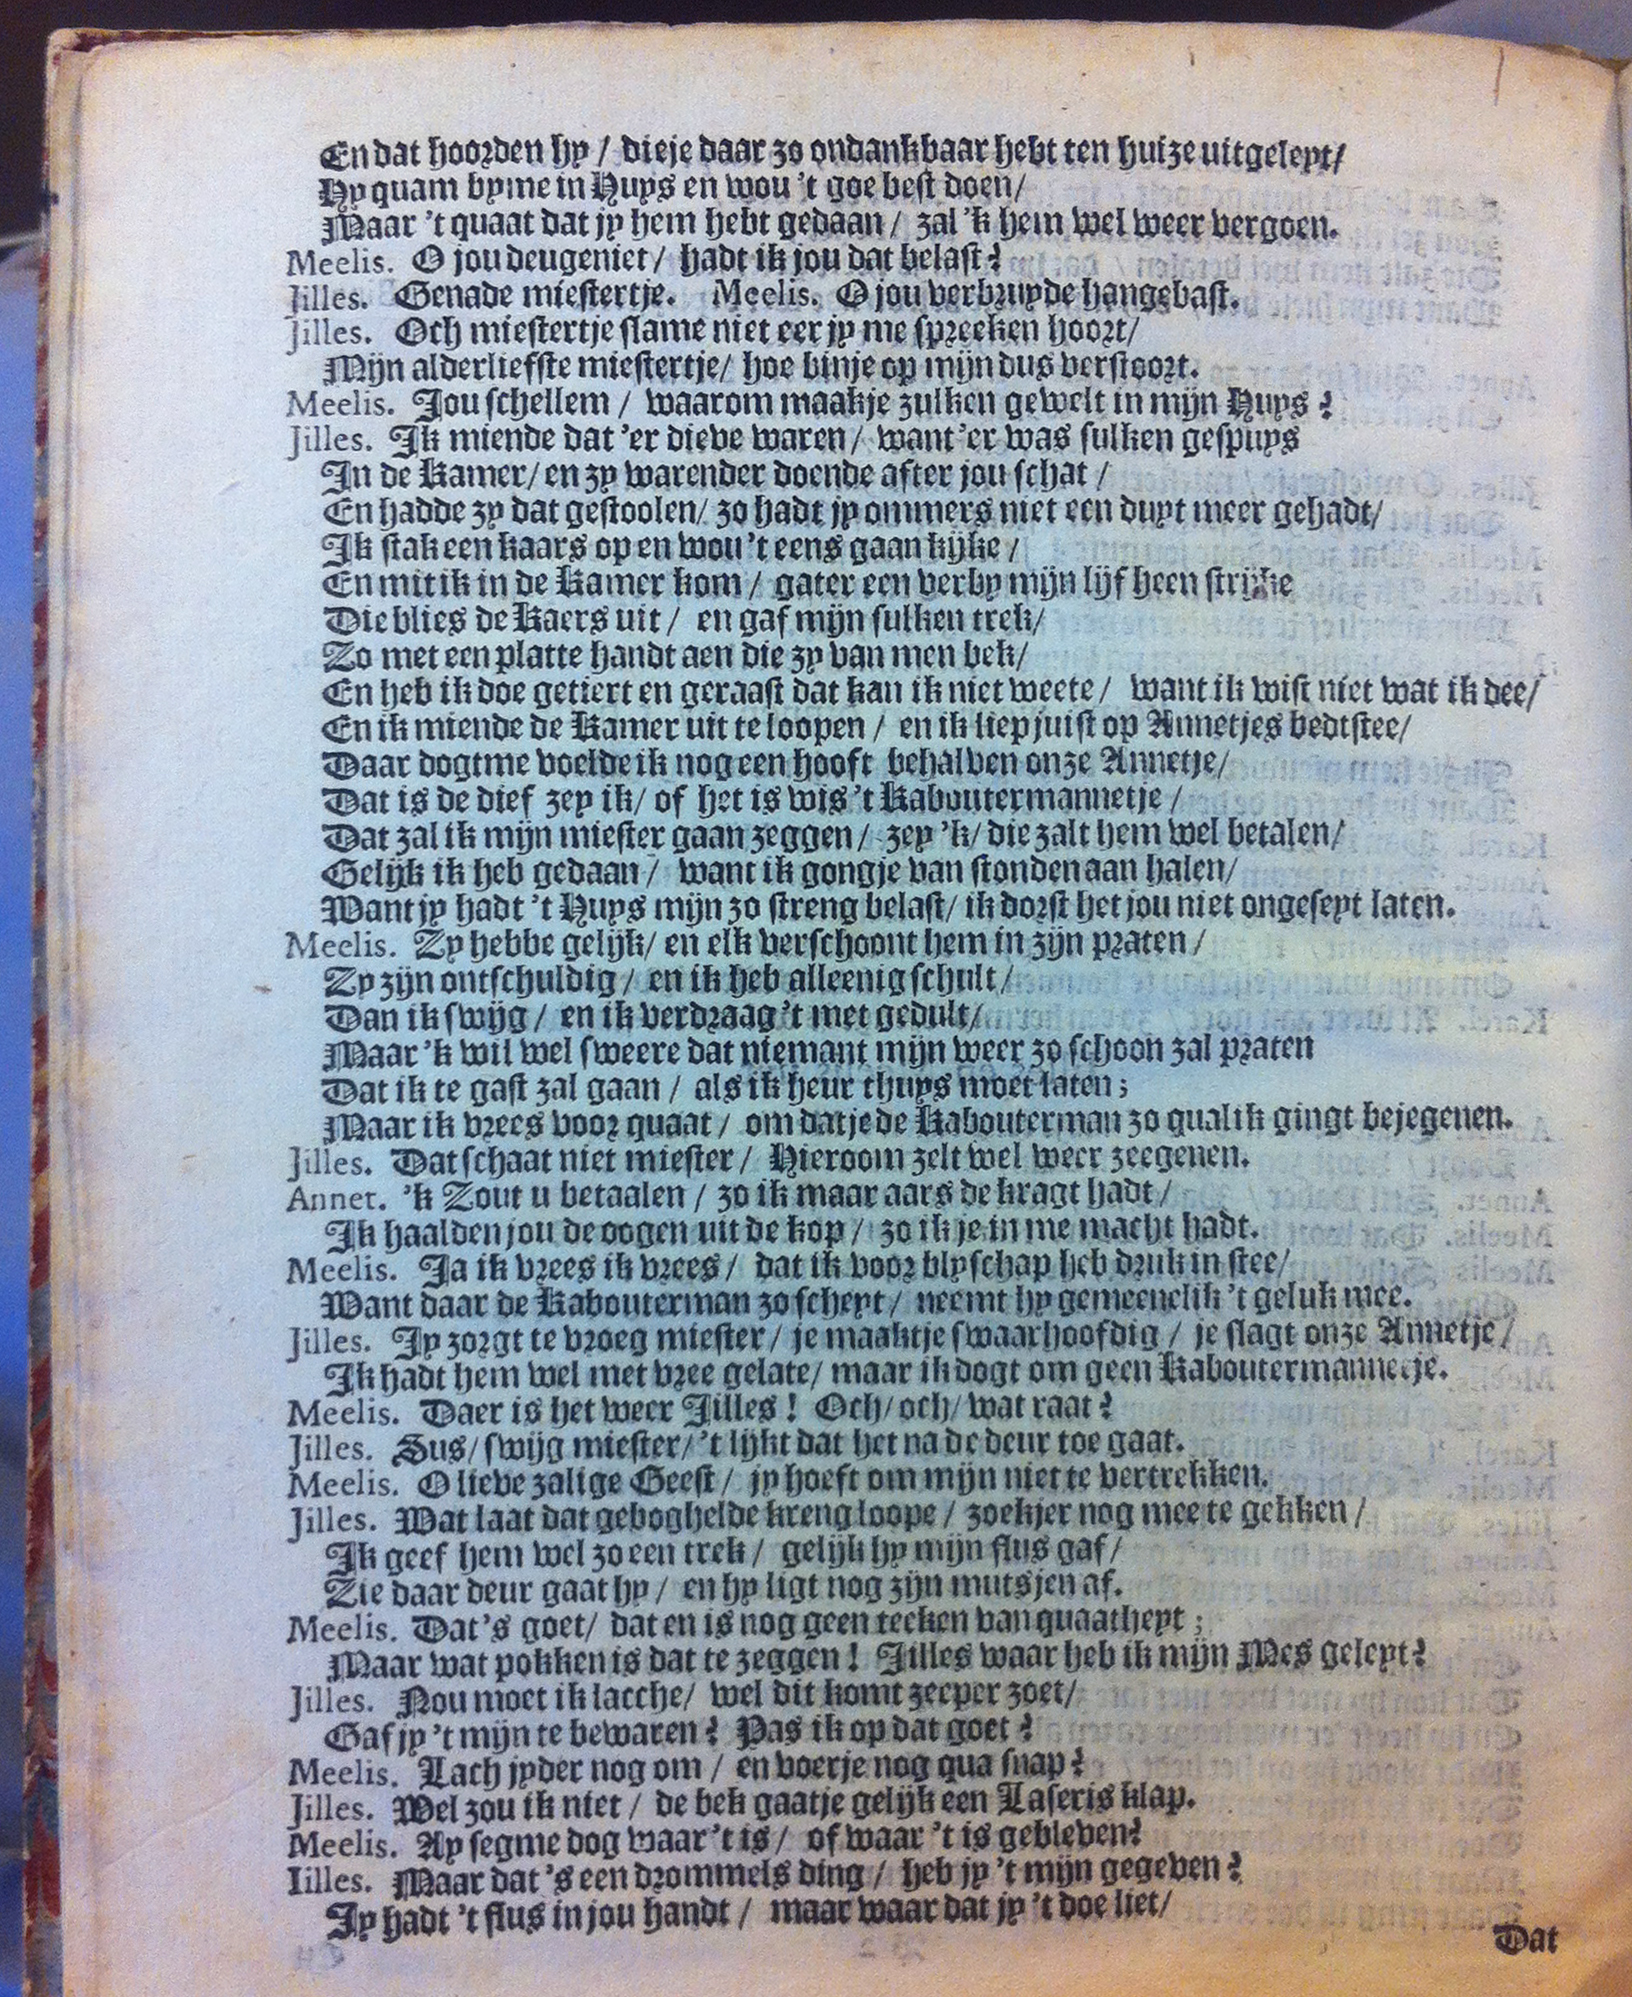 En dat hoorden hy / dieje daar zo ondankbaar hebt ten huize uitgeleyt/
Hy quam byme in Huys en wou 't goe best doen/
Maar 't quaat dat jy hem hebt gedaan / zal 'k hem wel weer vergoen.
Meelis. O jou deugeniet / hadt ik jou dat belast?
Jilles. Genade miestertje. Meelis. O jou verbruyde hangebast.
Jilles. Och miestertje slame niet eer jy me spreeken hoort/
Mijn alderliefste miestertje/ hoe binje op mijn dus verstoort.
Meelis. Jou schellem / waarom maakje zulken gewelt in mijn Huys?
Jilles. Ik miende dat 'er dieve waren / want 'er was sulken gespuys
In de Kamer/ en zy warender doende after jou schat /
En hadde zy dat gestoolen/ zo hadt jy ommers niet een duyt meer gehadt/
Ik stak een kaars op en wou 't eens gaan kijke /
En mit ik in de Kamer kom / gater een verby mijn lijf heen strijke
Die blies de Kaers uit / en gaf mijn sulken trek/
Zo met een platte handt aen die zy van men bek/
En heb ik doe getiert en geraast dat kan ik niet weete / want ik wist niet wat ik dee/
En ik miende de Kamer uit te loopen / en ik liep juist op Annetjes bedtstee/
Daar dogtme voelde ik nog een hooft behalven onze Annetje/
Dat is de dief zey ik/ of het is wis 't Kaboutermannetje /
Dat zal ik mijn miester gaan zeggen / zey 'k/ die zalt hem wel betalen/
Gelijk ik heb gedaan / want ik gongje van stonden aan halen/
Want jy hadt 't Huys mijn zo streng belast/ ik dorst het jou niet ongeseyt laten.
Meelis. Zy hebbe gelijk/ en elk verschoont hem in zijn praten /
Zy zijn ontschuldig / en ik heb alleenig schult /
Dan ik swijg / en ik verdraag 't met gedult/
Maar 'k wil wel sweere dat niemant mijn weer zo schoon zal praten
Dat ik te gast zal gaan / als ik heur thuys moet laten;
Maar ik vrees voor quaat / om datje de Kabouterman zo qualik gingt bejegenen.
Jilles. Dat schaat niet miester / Hieroom zelt wel weer zeegenen.
Annet. 'k Zout u betaalen / zo ik maar aars de kragt hadt /
Ik haalden jou de oogen uit de kop / zo ik je in me macht hadt.
Meelis. Ja ik vrees ik vrees / dat ik voor blyschap heb druk in stee/
Want daar de Kabouterman zo scheyt / neemt hy gemeenelik 't geluk mee.
Jilles. Jy zorgt te vroeg miester / je maaktje swaarhoofdig / je slagt onze Annetje /
Ik hadt hem wel met vree gelate/ maar ik dogt om geen Kaboutermannetje.
Meelis. Daer is het weer Jilles! Och/ och/ wat raat?
Jilles. Sus/ swijg miester/ 't lijkt dat het na de deur toe gaat.
Meelis. O lieve zalige Geest / jy hoeft om mijn niet te vertrekken.
Jilles. Wat laat dat geboghelde kreng loope / zoekjer nog mee te gekken /
Ik geef hem wel zo een trek / gelijk hy mijn flus gaf/
Zie daar deur gaat hy / en hy ligt nog zijn mutsjen af.
Meelis. Dat 's goet/ dat en is nog geen teeken van quaatheyt;
Maar wat pokken is dat te zeggen! Jilles waar heb ik mijn Mes geleyt?
Jilles. Nou moet ik lacche/ wel dit komt zeeper zoet/
Gaf jy 't mijn te bewaren? Pas ik op dat goet?
Meelis. Lach jyder nog om / en voerje nog qua snap?
Jilles. Wel zou ik niet / de bek gaatje gelijk een Laseris klap.
Meelis. Ay segme dog waar 't is / of waar 't is gebleven?
Iilles. Maar dat 's een drommels ding / heb jy 't mijn gegeven?
Jy hadt 't flus in jou handt / maar waar dat jy 't doe liet/
Dat